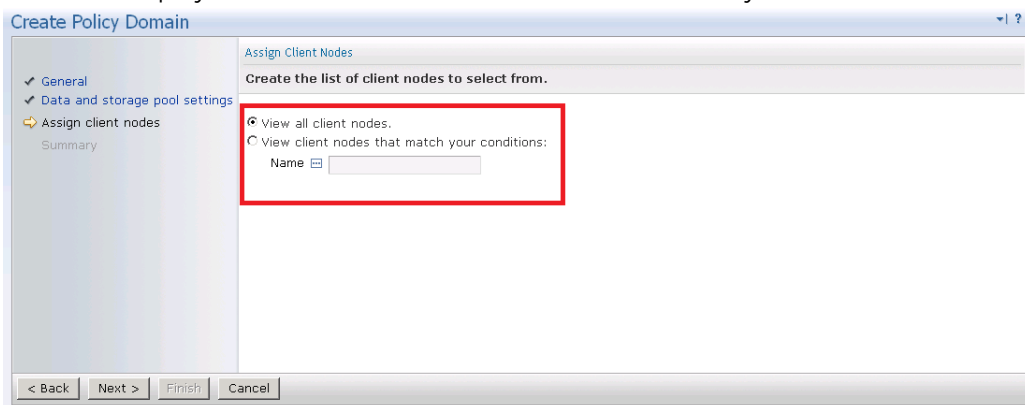 Create Policy Domain
?
Assign Client Nodes
Create the list of client nodes to select from.
General
Data and storage pool settings
Assign client nodes
Summary
View all client nodes.
View client nodes that match your conditions:
Name
< Back Next > Finish Cancel